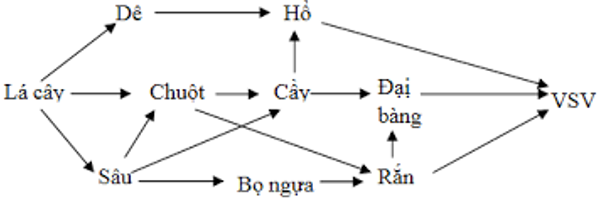 Dê Hổ
Lá cây Chuột Cầy Đại bàng VSV
Sâu Bọ ngựa Rắn